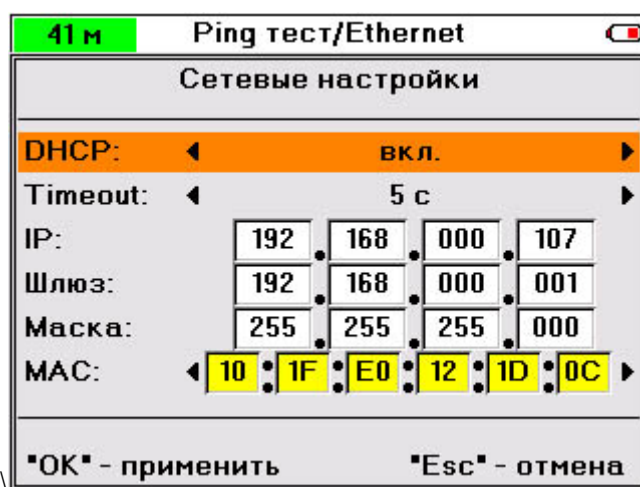 41 м Ping тест/Ethernet
Сетевые настройки
DHCP: вкл.
Timeout: 5 с
IP: 192.168.000.107
Шлюз: 192.168.000.001
Маска: 255.255.255.000
MAC: 10:1F:E0:12:1D:0C
"OK" - применить "Esc" - отмена
\